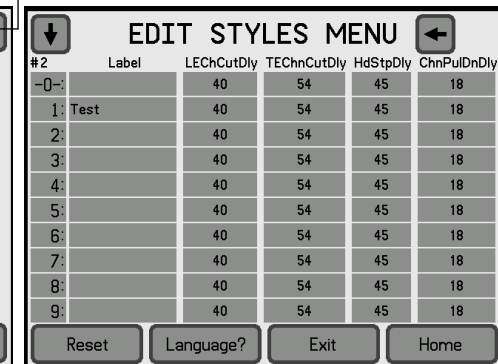 EDIT STYLES MENU
#2 Label LEChCutDly TEChnCutDly HdStpDly ChnPulDnDly
-0-: 40 54 45 18
1: Test 40 54 45 18
2: 40 54 45 18
3: 40 54 45 18
4: 40 54 45 18
5: 40 54 45 18
6: 40 54 45 18
7: 40 54 45 18
8: 40 54 45 18
9: 40 54 45 18
Reset Language? Exit Home